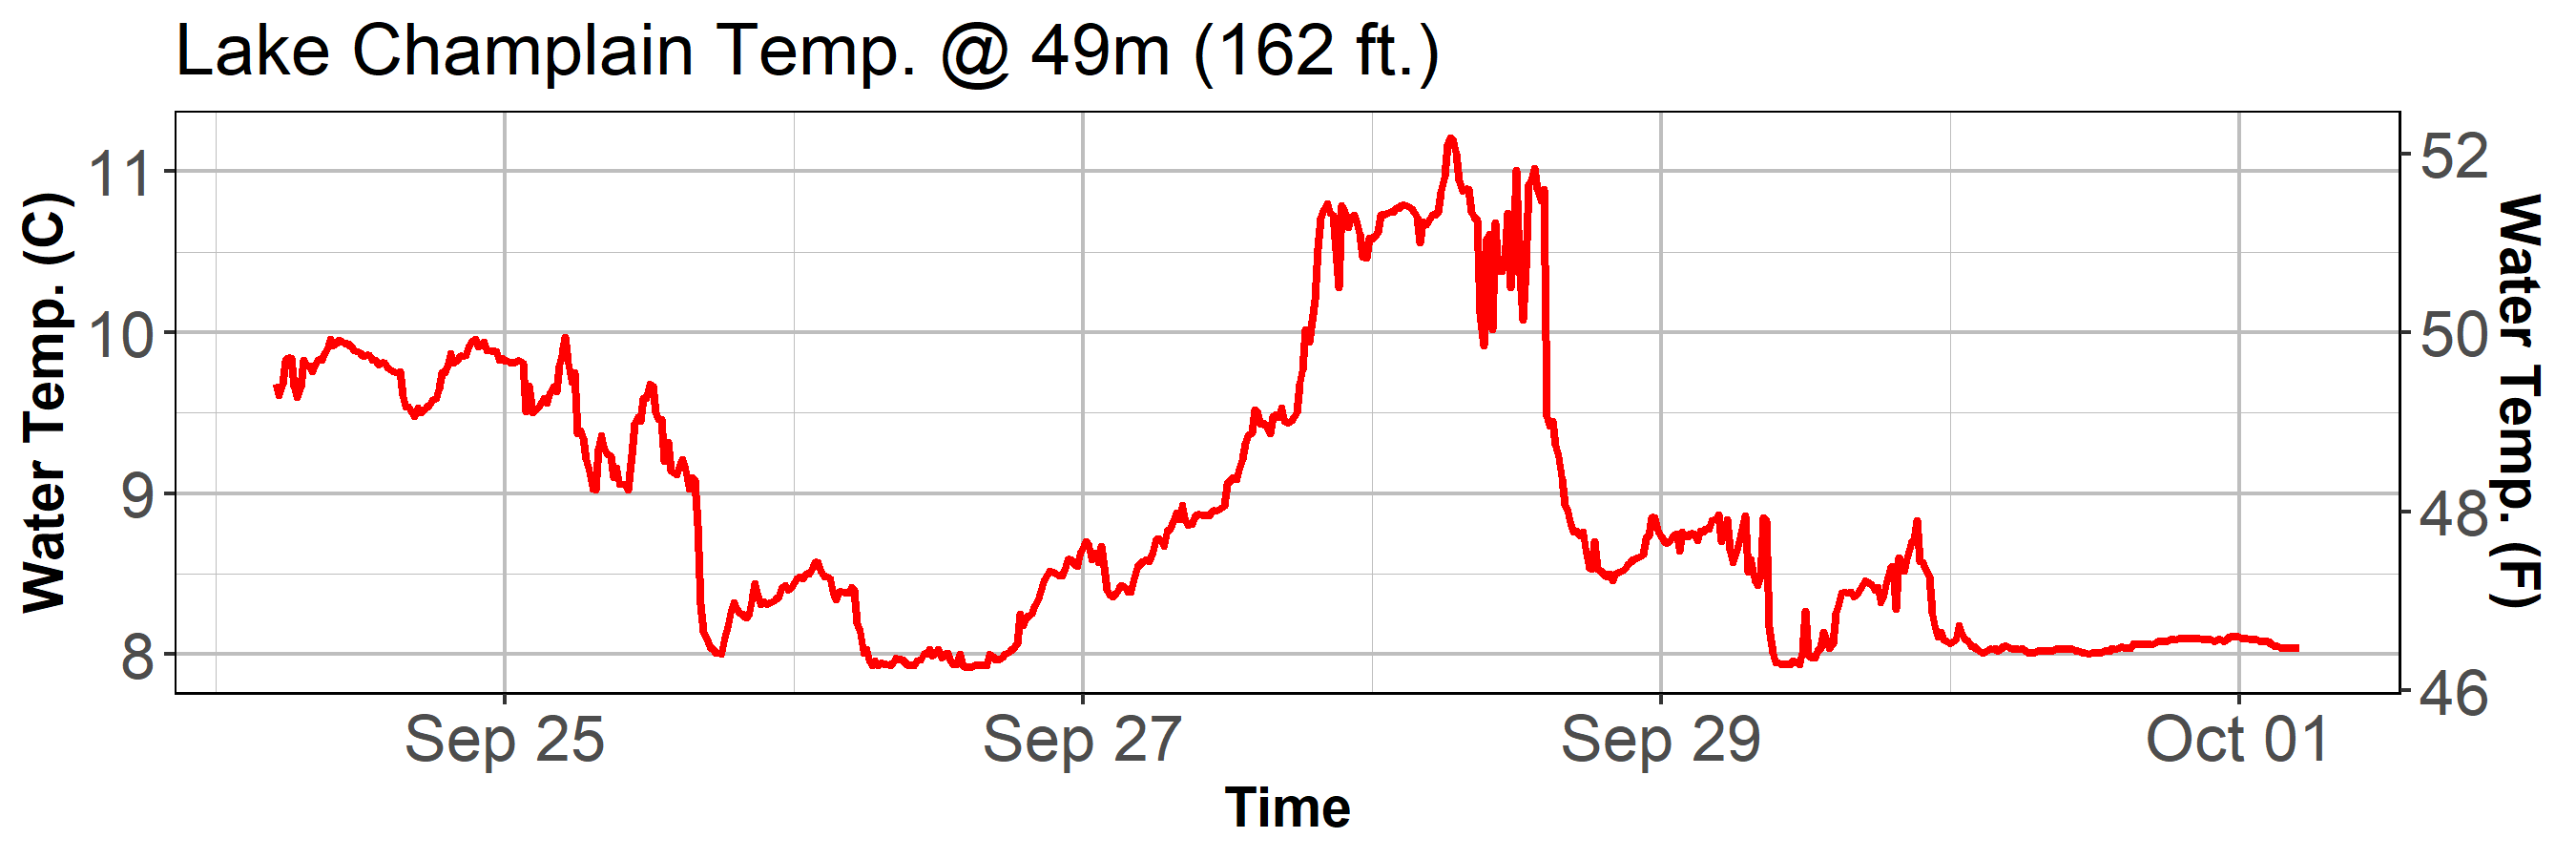 Lake Champlain Temp. @ 49m (162 ft.)
Water Temp. (C)
11
10
9
8
52
50
48
46
Water Temp. (F)
Sep 25
Sep 27
Sep 29
Oct 01
Time